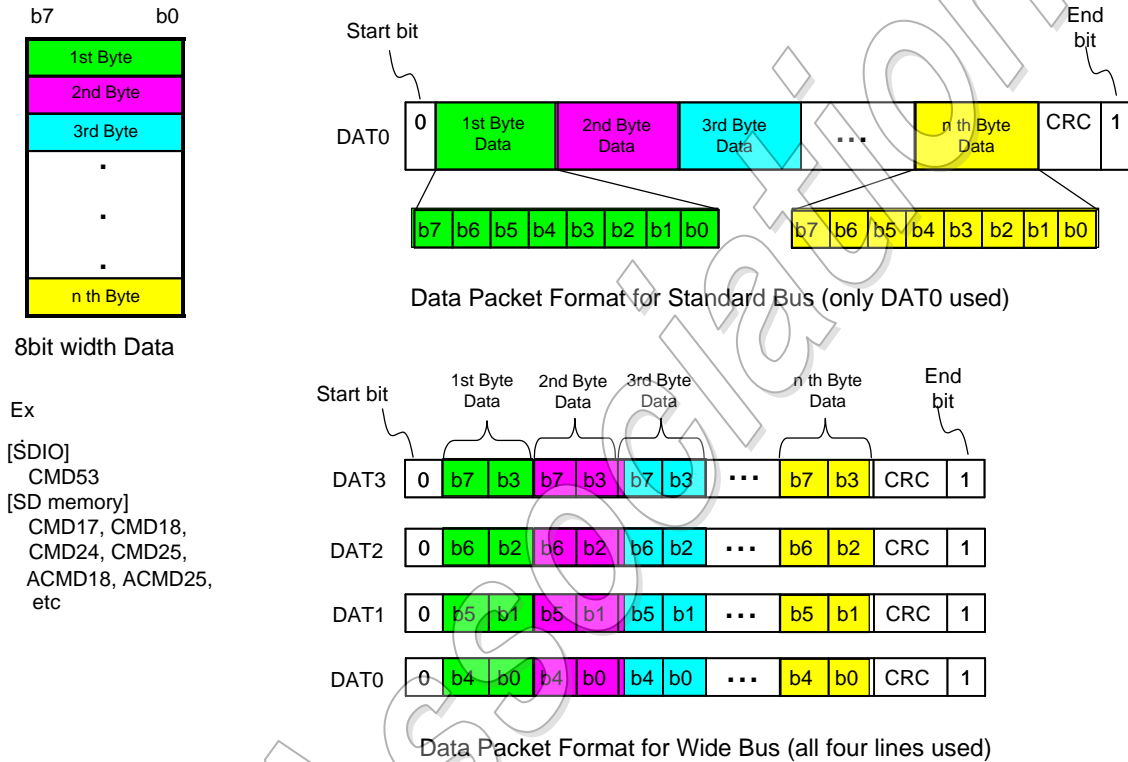 b7 b0
1st Byte
2nd Byte
3rd Byte
.
.
.
n th Byte
8bit width Data
Ex
[SDIO]
CMD53
[SD memory]
CMD17, CMD18,
CMD24, CMD25,
ACMD18, ACMD25,
etc
Start bit
End
bit
DAT0 0 1st Byte Data 2nd Byte Data 3rd Byte Data ... n th Byte Data CRC 1
b7 b6 b5 b4 b3 b2 b1 b0 b7 b6 b5 b4 b3 b2 b1 b0
Data Packet Format for Standard Bus (only DAT0 used)
Start bit
1st Byte Data 2nd Byte Data 3rd Byte Data n th Byte Data
End
bit
DAT3 0 b7 b3 b7 b3 b7 b3 ... b7 b3 CRC 1
DAT2 0 b6 b2 b6 b2 b6 b2 ... b6 b2 CRC 1
DAT1 0 b5 b1 b5 b1 b5 b1 ... b5 b1 CRC 1
DAT0 0 b4 b0 b4 b0 b4 b0 ... b4 b0 CRC 1
Data Packet Format for Wide Bus (all four lines used)
Association